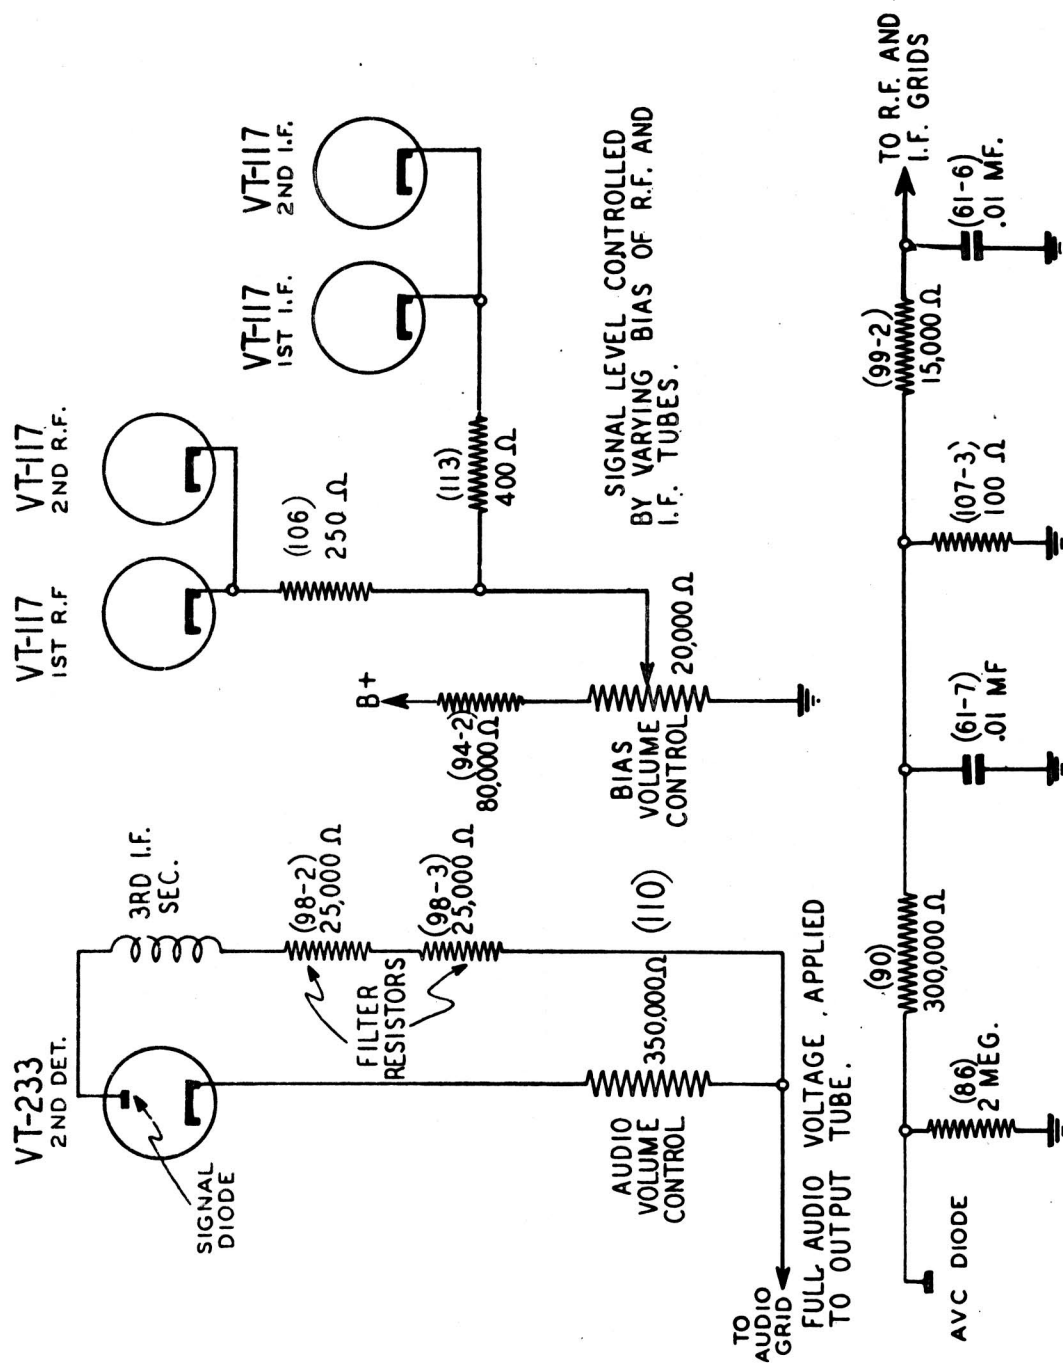 VT-233
2ND DET.
SIGNAL
DIODE
3RD I.F.
SEC.
(98-2)
25,000 Ω
FILTER
RESISTORS
(98-3)
25,000 Ω
AUDIO
VOLUME
CONTROL
350,000Ω
(110)
TO
AUDIO
GRID
FULL AUDIO VOLTAGE APPLIED
TO OUTPUT TUBE.
VT-117
1ST R.F
VT-117
2ND R.F.
VT-117
1ST I.F.
VT-117
2ND I.F.
(106)
250 Ω
(113)
400 Ω
B+
(94-2)
80,000Ω
BIAS
VOLUME
CONTROL
20,000Ω
SIGNAL LEVEL CONTROLLED
BY VARYING BIAS OF R.F. AND
I.F. TUBES.
AVC DIODE
(86)
2 MEG.
(90)
300,000Ω
(61-7)
.01 MF
(107-3)
100 Ω
(99-2)
15,000Ω
(61-6)
.01 MF.
TO R.F. AND
I.F. GRIDS